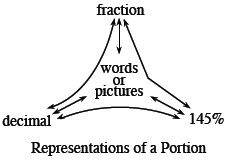 fraction
words
or
pictures
decimal
145%
Representations of a Portion